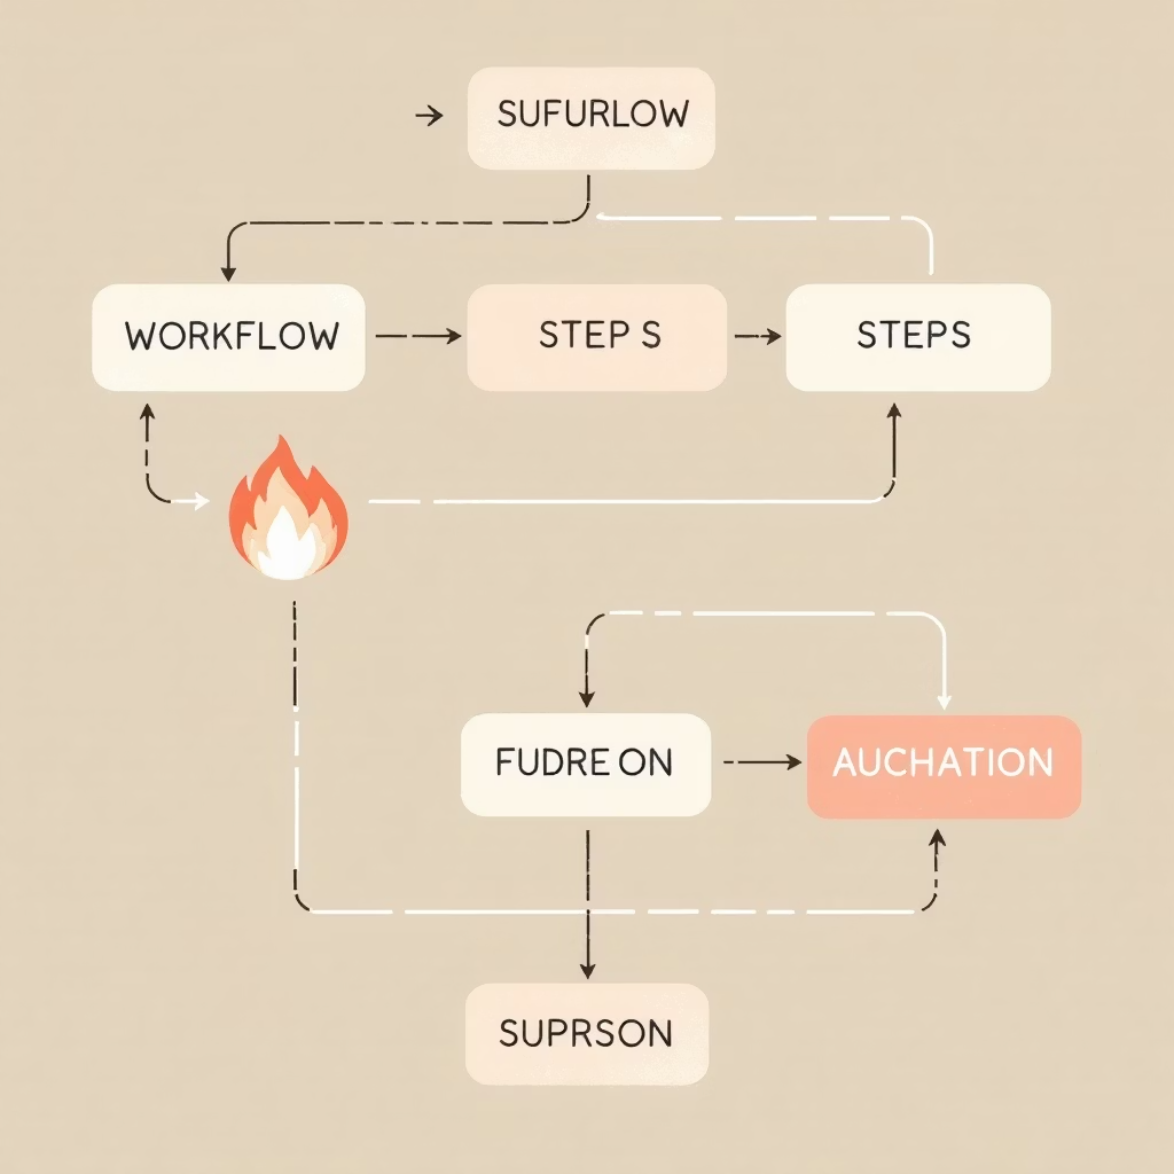 SUFURLOW
WORKFLOW
STEP S
STEPS
FUDRE ON
AUCHATION
SUPRSON